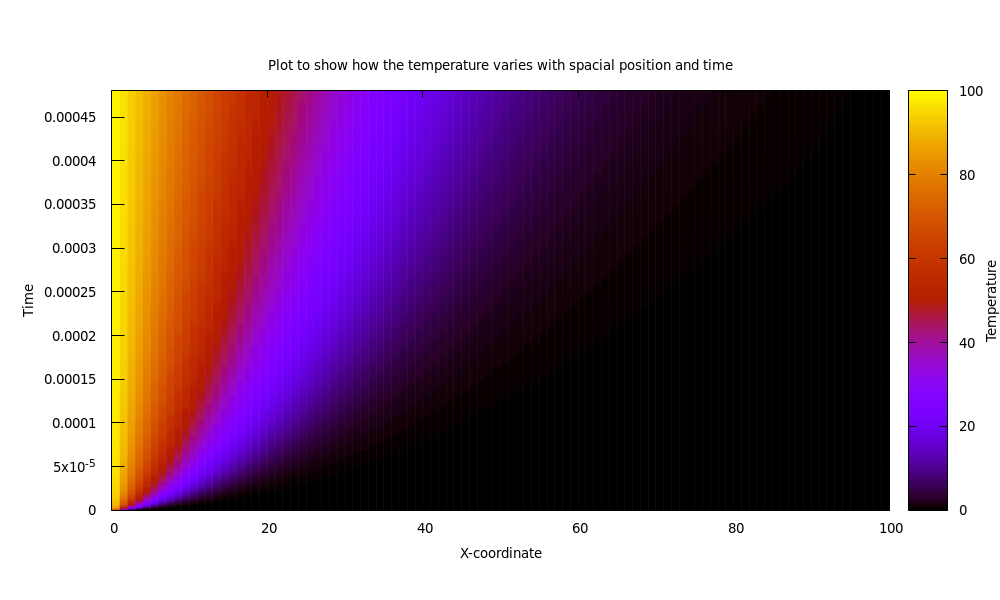 Plot to show how the temperature varies with spacial position and time
0.00045
0.0004
0.00035
0.0003
0.00025
0.0002
0.00015
0.0001
5x10⁻⁵
0
Time
0 20 40 60 80 100
X-coordinate
100
80
60
40
20
0
Temperature